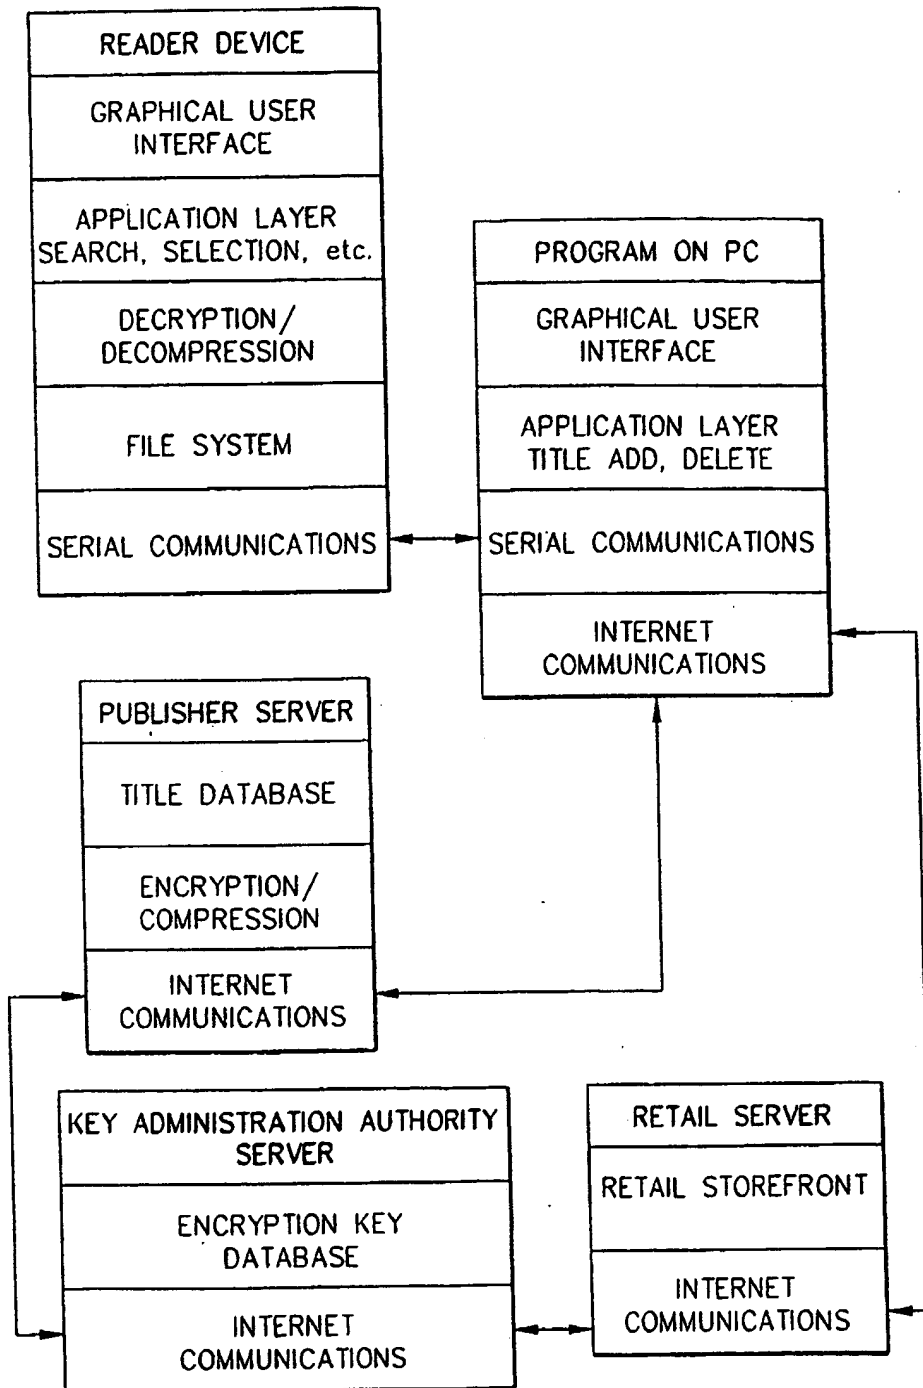 READER DEVICE
GRAPHICAL USER
INTERFACE
APPLICATION LAYER
SEARCH, SELECTION, etc.
DECRYPTION/
DECOMPRESSION
FILE SYSTEM
SERIAL COMMUNICATIONS
PROGRAM ON PC
GRAPHICAL USER
INTERFACE
APPLICATION LAYER
TITLE ADD, DELETE
SERIAL COMMUNICATIONS
INTERNET
COMMUNICATIONS
PUBLISHER SERVER
TITLE DATABASE
ENCRYPTION/
COMPRESSION
INTERNET
COMMUNICATIONS
KEY ADMINISTRATION AUTHORITY
SERVER
ENCRYPTION KEY
DATABASE
INTERNET
COMMUNICATIONS
RETAIL SERVER
RETAIL STOREFRONT
INTERNET
COMMUNICATIONS